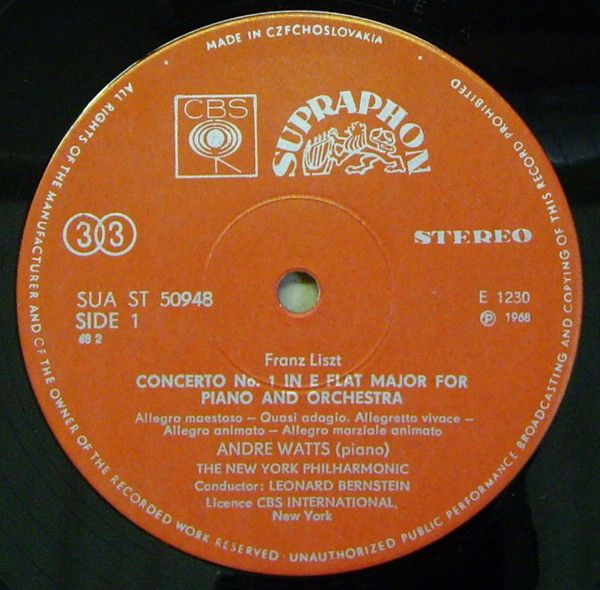 MADE IN CZECHOSLOVAKIA
ALL RIGHTS OF THE MANUFACTURER AND OF THE OWNER OF THE RECORDED WORK RESERVED · UNAUTHORIZED PUBLIC PERFORMANCE BROADCASTING AND COPYING OF THIS RECORD PROHIBITED
CBS
SUPRAPHON
33
STEREO
SUA ST 50948
E 1230
SIDE 1
℗ 1968
68 2
Franz Liszt
CONCERTO No. 1 IN E FLAT MAJOR FOR
PIANO AND ORCHESTRA
Allegro maestoso – Quasi adagio. Allegretto vivace –
Allegro animato – Allegro marziale animato
ANDRE WATTS (piano)
THE NEW YORK PHILHARMONIC
Conductor: LEONARD BERNSTEIN
Licence CBS INTERNATIONAL,
New York